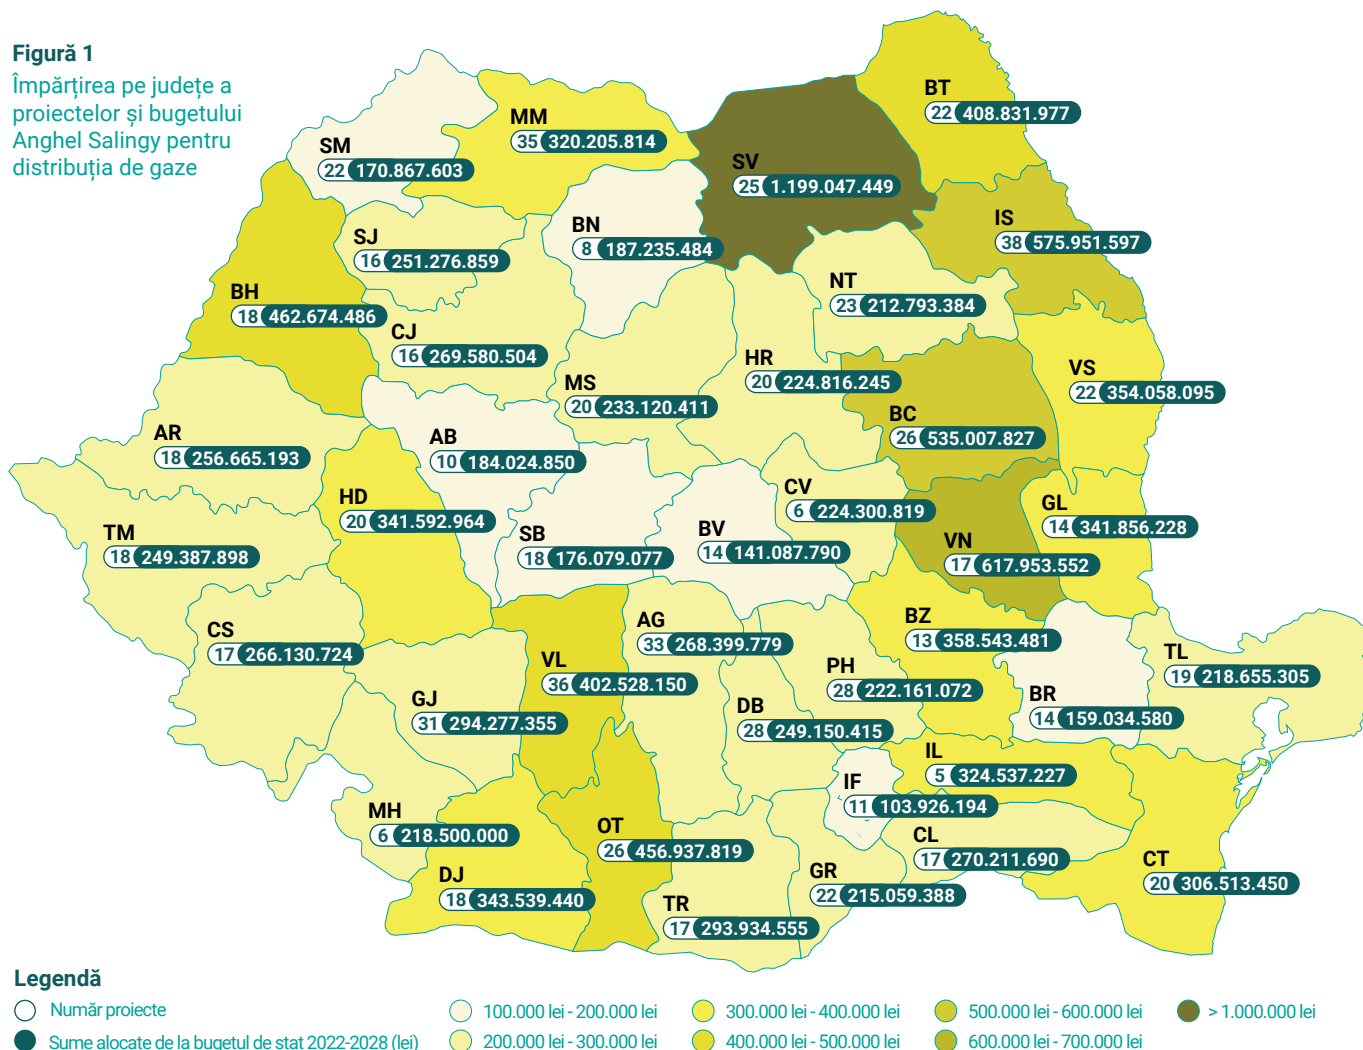 Figură 1
Împărțirea pe județe a
proiectelor și bugetului
Anghel Salingy pentru
distribuția de gaze
BT
22 408.831.977
MM
35 320.205.814
SM
22 170.867.603
SV
25 1.199.047.449
IS
38 575.951.597
BN
8 187.235.484
SJ
16 251.276.859
NT
23 212.793.384
BH
18 462.674.486
CJ
16 269.580.504
HR
20 224.816.245
VS
22 354.058.095
MS
20 233.120.411
BC
26 535.007.827
AR
18 256.665.193
AB
10 184.024.850
CV
6 224.300.819
HD
20 341.592.964
GL
14 341.856.228
TM
18 249.387.898
SB
18 176.079.077
BV
14 141.087.790
VN
17 617.953.552
CS
17 266.130.724
AG
33 268.399.779
BZ
13 358.543.481
VL
36 402.528.150
PH
28 222.161.072
TL
19 218.655.305
GJ
31 294.277.355
DB
28 249.150.415
BR
14 159.034.580
IL
5 324.537.227
IF
11 103.926.194
MH
6 218.500.000
OT
26 456.937.819
CL
17 270.211.690
CT
20 306.513.450
DJ
18 343.539.440
GR
22 215.059.388
TR
17 293.934.555
Legendă
Număr proiecte
Sume alocate de la bugetul de stat 2022-2028 (lei)
100.000 lei - 200.000 lei
200.000 lei - 300.000 lei
300.000 lei - 400.000 lei
400.000 lei - 500.000 lei
500.000 lei - 600.000 lei
600.000 lei - 700.000 lei
> 1.000.000 lei